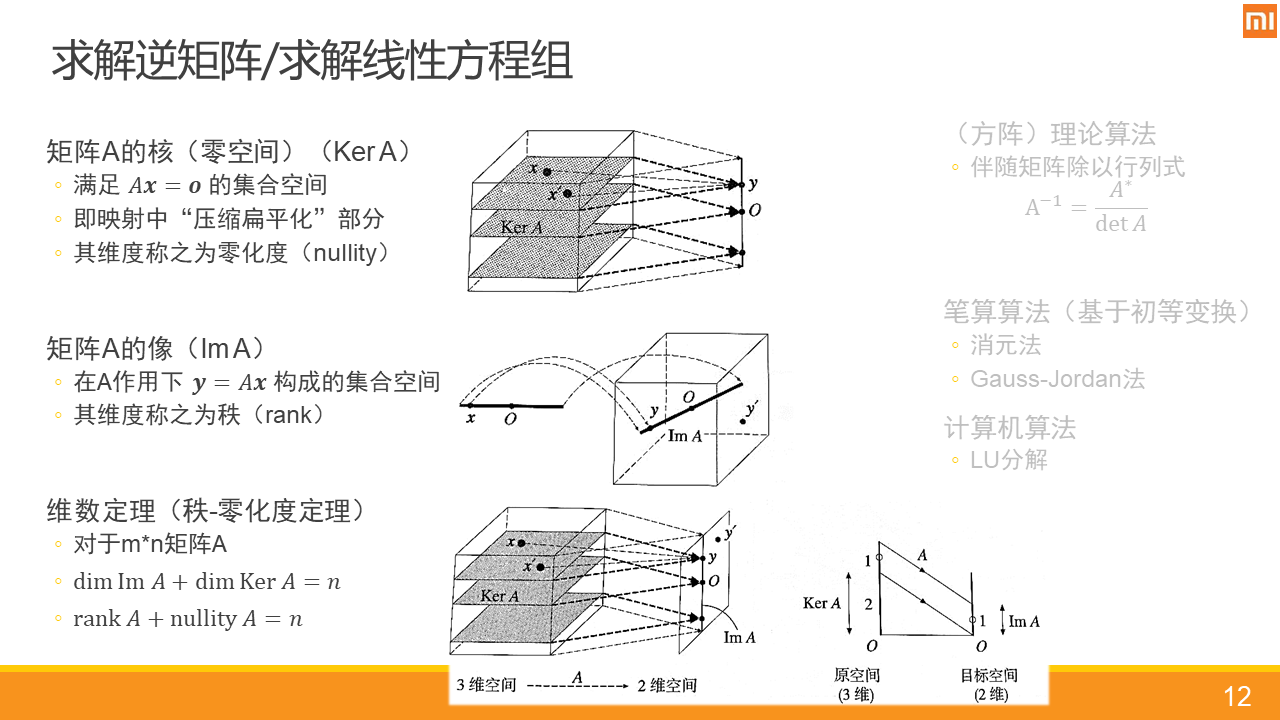 mi
求解逆矩阵/求解线性方程组
矩阵A的核（零空间）（Ker A）
满足 Ax = o 的集合空间
即映射中“压缩扁平化”部分
其维度称之为零化度（nullity）
x
x′
Ker A
y
O
矩阵A的像（Im A）
在A作用下 y = Ax 构成的集合空间
其维度称之为秩（rank）
x
O
y
O
y′
Im A
维数定理（秩-零化度定理）
对于m*n矩阵A
dim Im A + dim Ker A = n
rank A + nullity A = n
x
x′
Ker A
y′
y
O
Im A
3 维空间
A
2 维空间
1
A
Ker A
2
1
Im A
O
O
原空间
(3 维)
目标空间
(2 维)
（方阵）理论算法
伴随矩阵除以行列式
A⁻¹ = A* / det A
笔算算法（基于初等变换）
消元法
Gauss-Jordan法
计算机算法
LU分解
12